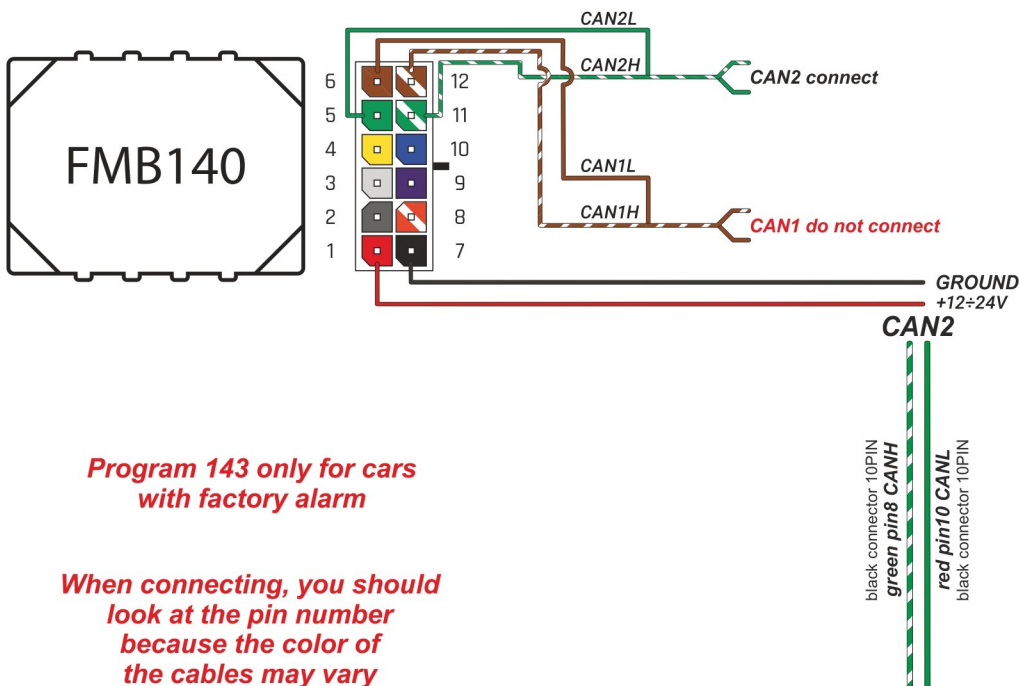 CAN2L
CAN2H
CAN2 connect
FMB140
6
12
5
11
4
10
3
9
2
8
1
7
CAN1L
CAN1H
CAN1 do not connect
GROUND
+12÷24V
CAN2
black connector 10PIN
green pin8 CANH
red pin10 CANL
black connector 10PIN
Program 143 only for cars
with factory alarm
When connecting, you should
look at the pin number
because the color of
the cables may vary